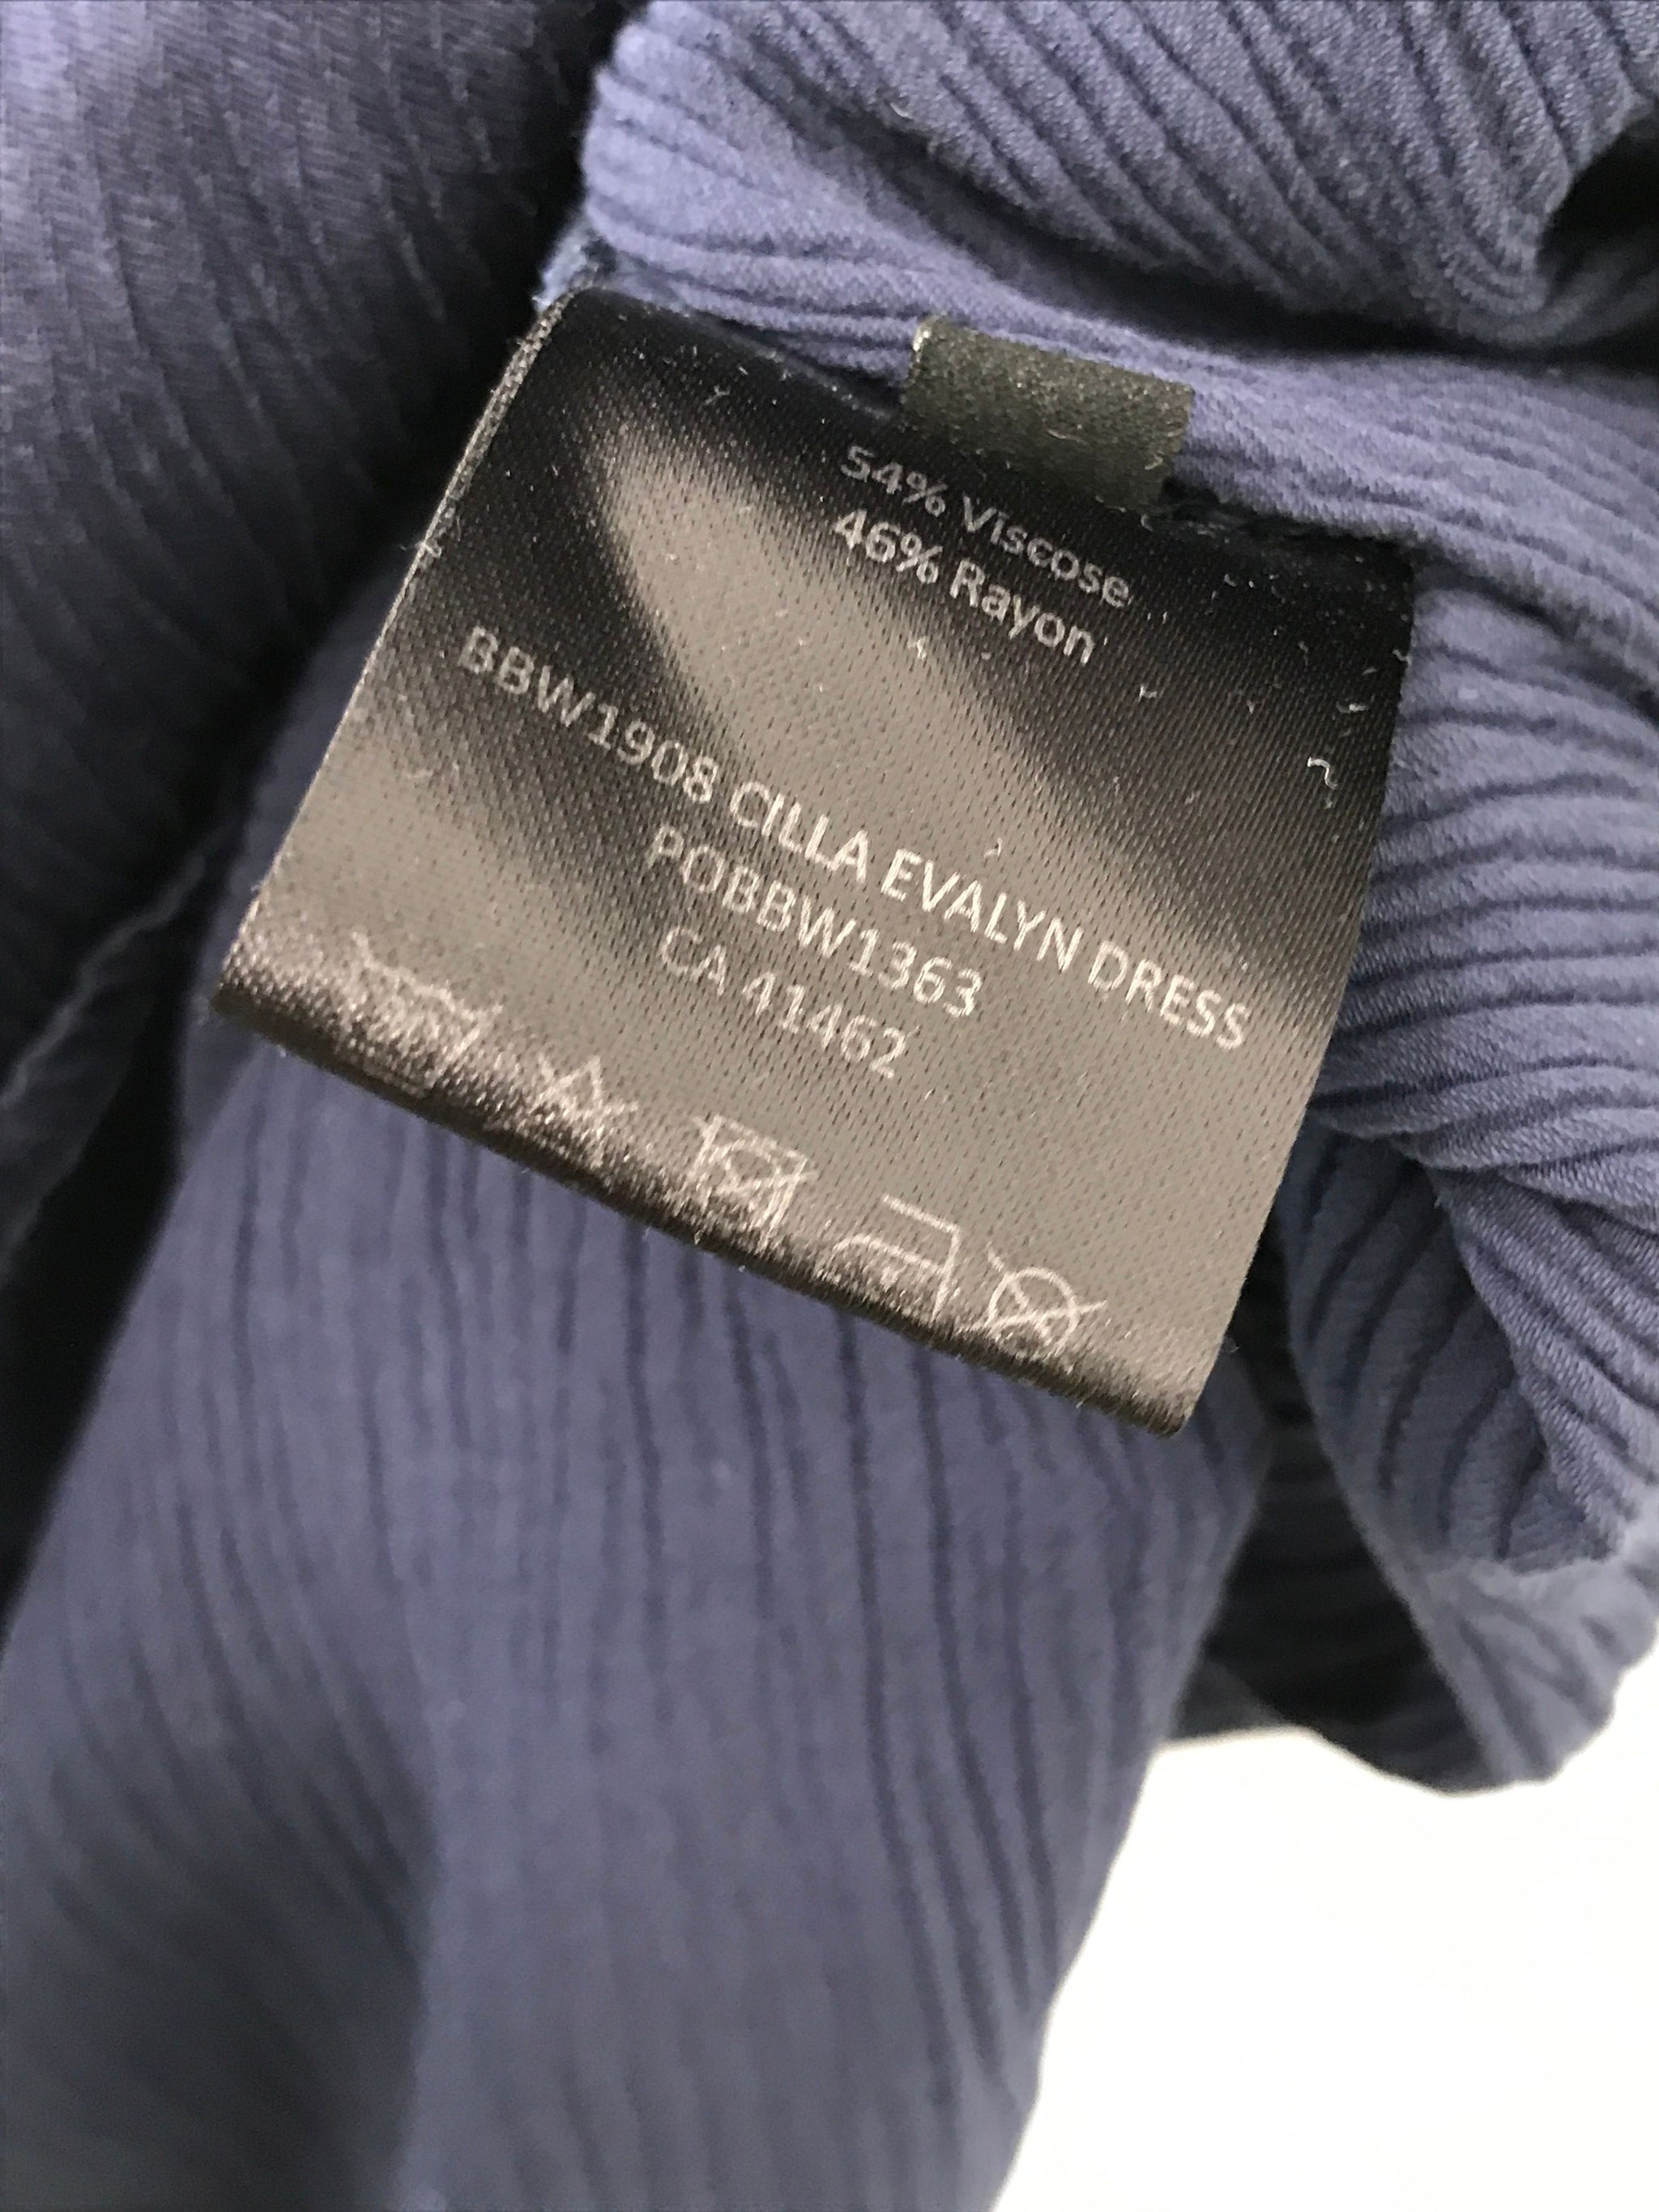 54% Viscose
46% Rayon
BBW1908 CILLA EVALYN DRESS
POBBW1363
CA 41462